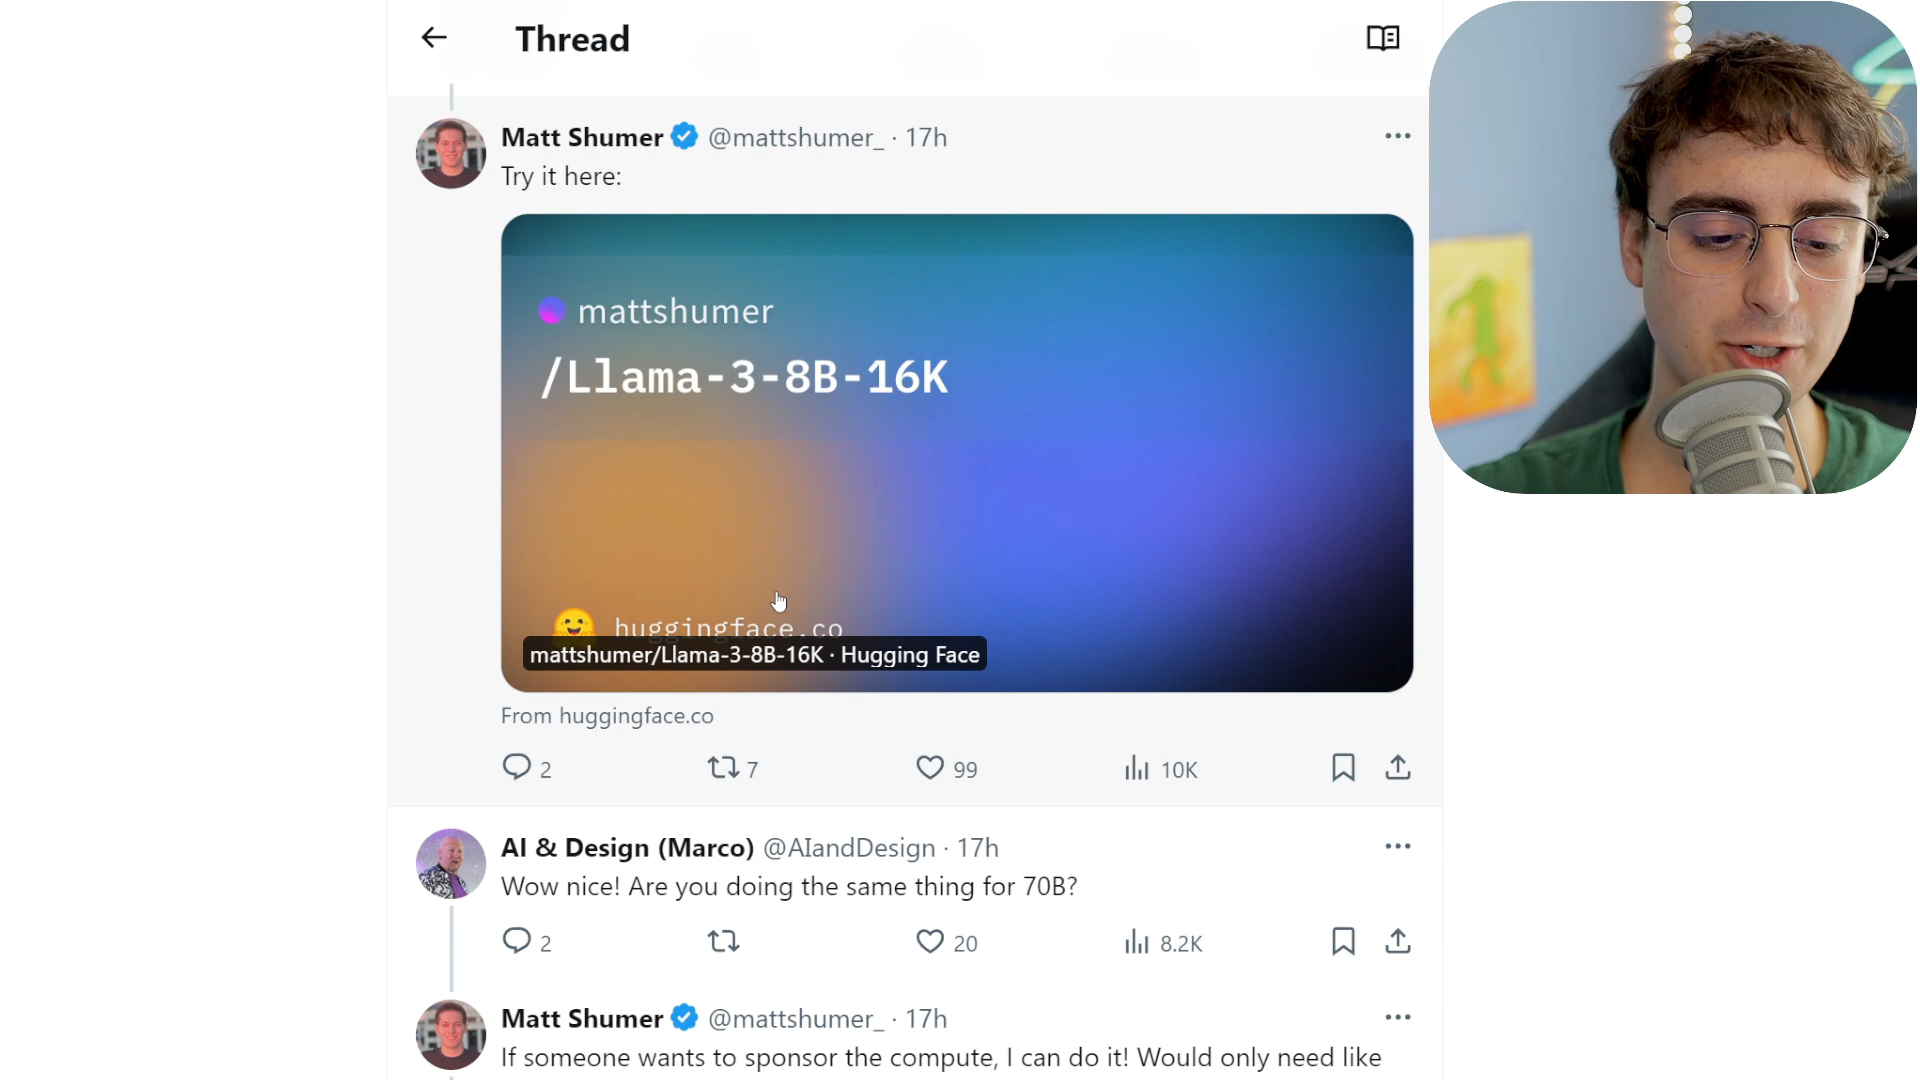 Thread
Matt Shumer @mattshumer_ · 17h
Try it here:
mattshumer
/Llama-3-8B-16K
huggingface.co
mattshumer/Llama-3-8B-16K · Hugging Face
From huggingface.co
2 7 99 10K
AI & Design (Marco) @AIandDesign · 17h
Wow nice! Are you doing the same thing for 70B?
2 20 8.2K
Matt Shumer @mattshumer_ · 17h
If someone wants to sponsor the compute, I can do it! Would only need like